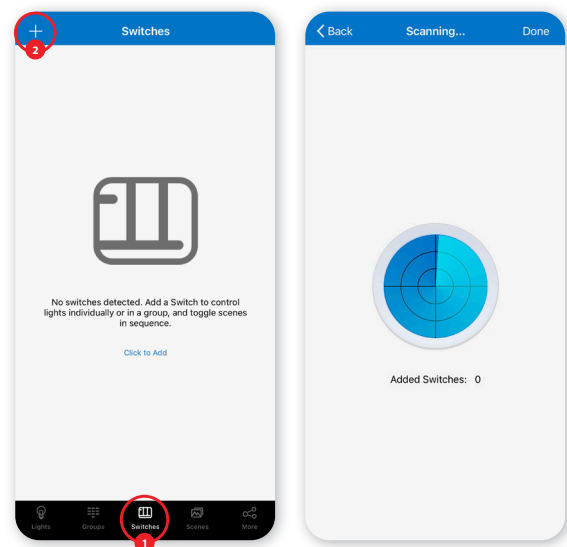 Switches
2
No switches detected. Add a Switch to control
lights individually or in a group, and toggle scenes
in sequence.
Click to Add
Lights Groups Switches Scenes More
1
Back Scanning... Done
Added Switches: 0